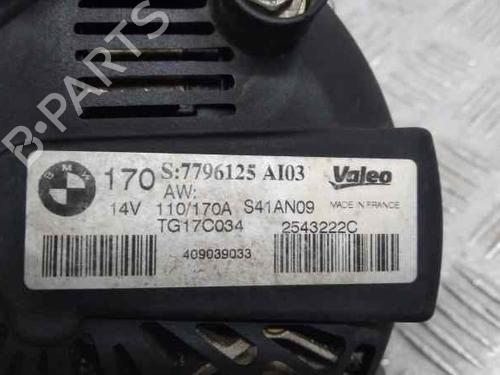 B-PARTS
BMW
170 S:7796125 AI03 Valeo
AW:
14V 110/170A S41AN09 MADE IN FRANCE
TG17C034 2543222C
409039033